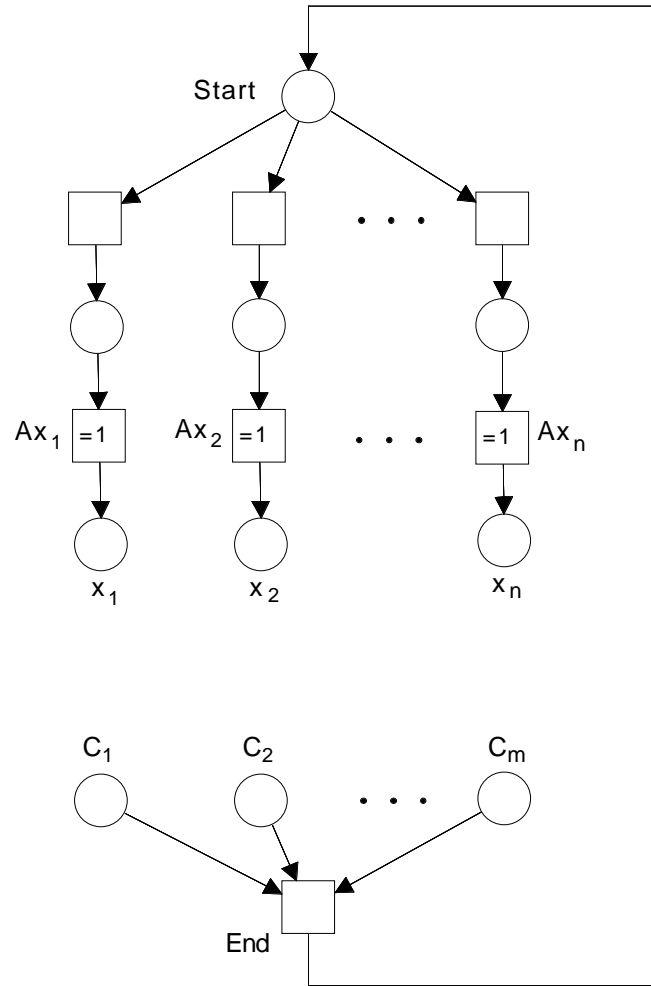 Start
. . .
Ax1 =1 Ax2 =1 . . . =1 Axn
x1 x2 xn
C1 C2 Cm
. . .
End